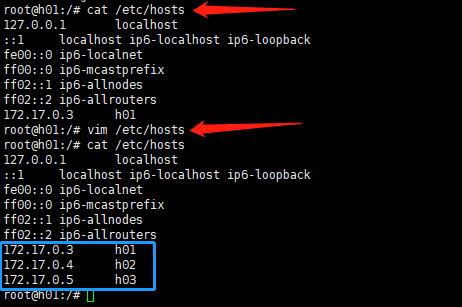 root@h01:/# cat /etc/hosts
127.0.0.1 localhost
::1 localhost ip6-localhost ip6-loopback
fe00::0 ip6-localnet
ff00::0 ip6-mcastprefix
ff02::1 ip6-allnodes
ff02::2 ip6-allrouters
172.17.0.3 h01
root@h01:/# vim /etc/hosts
root@h01:/# cat /etc/hosts
127.0.0.1 localhost
::1 localhost ip6-localhost ip6-loopback
fe00::0 ip6-localnet
ff00::0 ip6-mcastprefix
ff02::1 ip6-allnodes
ff02::2 ip6-allrouters
172.17.0.3 h01
172.17.0.4 h02
172.17.0.5 h03
root@h01:/#